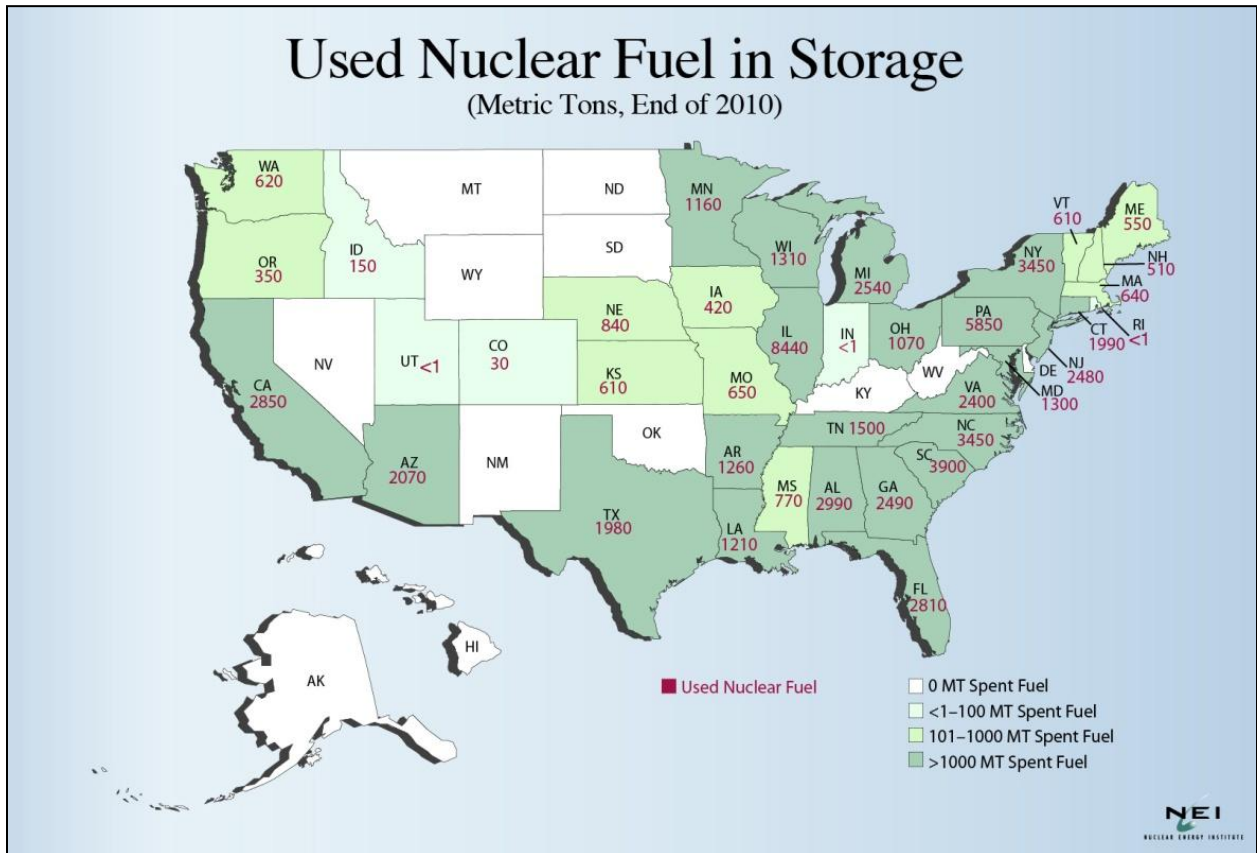 Used Nuclear Fuel in Storage
(Metric Tons, End of 2010)
WA
620
OR
350
CA
2850
ID
150
NV
UT <1
AZ
2070
MT
WY
CO
30
NM
ND
SD
NE
840
KS
610
OK
TX
1980
MN
1160
IA
420
MO
650
AR
1260
LA
1210
WI
1310
IL
8440
MS
770
MI
2540
IN
<1
KY
TN 1500
AL
2990
OH
1070
WV
GA
2490
FL
2810
PA
5850
NY
3450
VA
2400
NC
3450
SC
3900
VT
610
ME
550
NH
510
MA
640
RI
<1
CT
1990
NJ
2480
DE
MD
1300
AK
HI
Used Nuclear Fuel
0 MT Spent Fuel
<1–100 MT Spent Fuel
101–1000 MT Spent Fuel
>1000 MT Spent Fuel
NEI
NUCLEAR ENERGY INSTITUTE